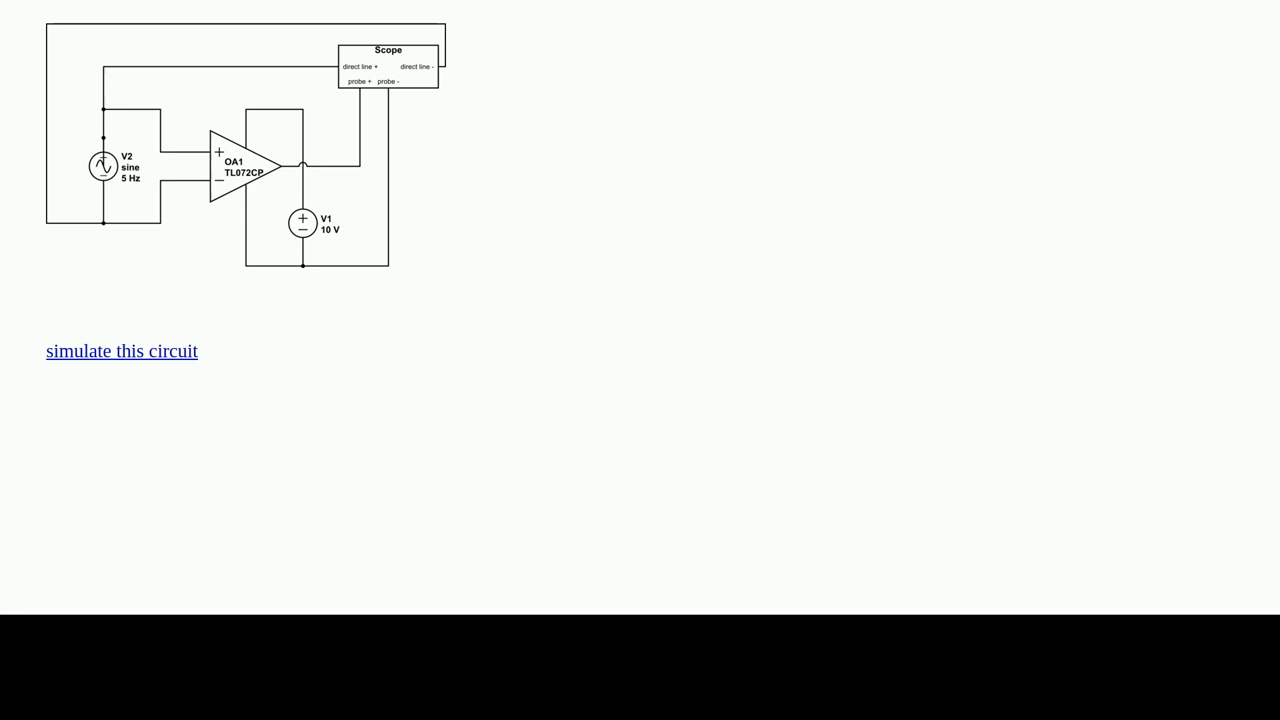 Scope
direct line + direct line -
probe + probe -
V2
sine
5 Hz
OA1
TL072CP
V1
10 V
simulate this circuit